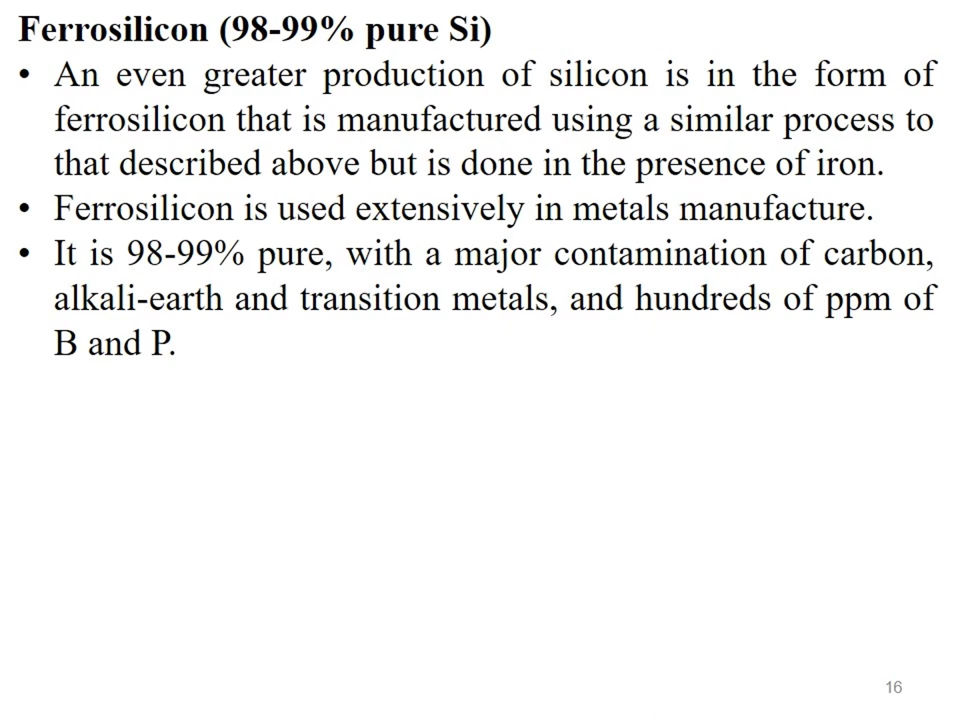 Ferrosilicon (98-99% pure Si)
• An even greater production of silicon is in the form of
ferrosilicon that is manufactured using a similar process to
that described above but is done in the presence of iron.
• Ferrosilicon is used extensively in metals manufacture.
• It is 98-99% pure, with a major contamination of carbon,
alkali-earth and transition metals, and hundreds of ppm of
B and P.
16